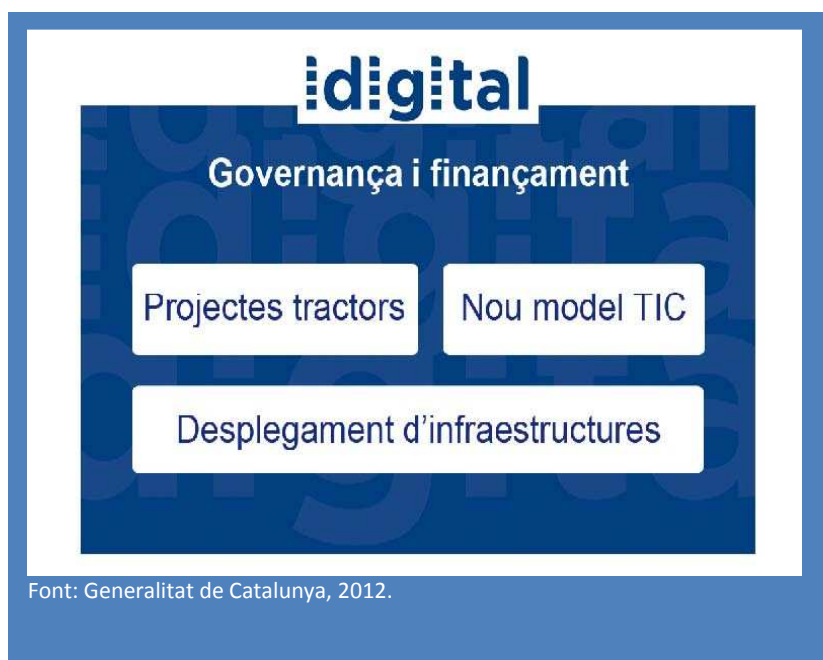 idigital
Governança i finançament
Projectes tractors
Nou model TIC
Desplegament d'infraestructures
Font: Generalitat de Catalunya, 2012.